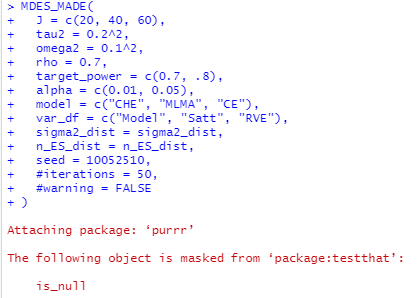 > MDES_MADE(
+   J = c(20, 40, 60),
+   tau2 = 0.2^2,
+   omega2 = 0.1^2,
+   rho = 0.7,
+   target_power = c(0.7, .8),
+   alpha = c(0.01, 0.05),
+   model = c("CHE", "MLMA", "CE"),
+   var_df = c("Model", "Satt", "RVE"),
+   sigma2_dist = sigma2_dist,
+   n_ES_dist = n_ES_dist,
+   seed = 10052510,
+   #iterations = 50,
+   #warning = FALSE
+ )
Attaching package: ‘purrr’
The following object is masked from ‘package:testthat’:
    is_null